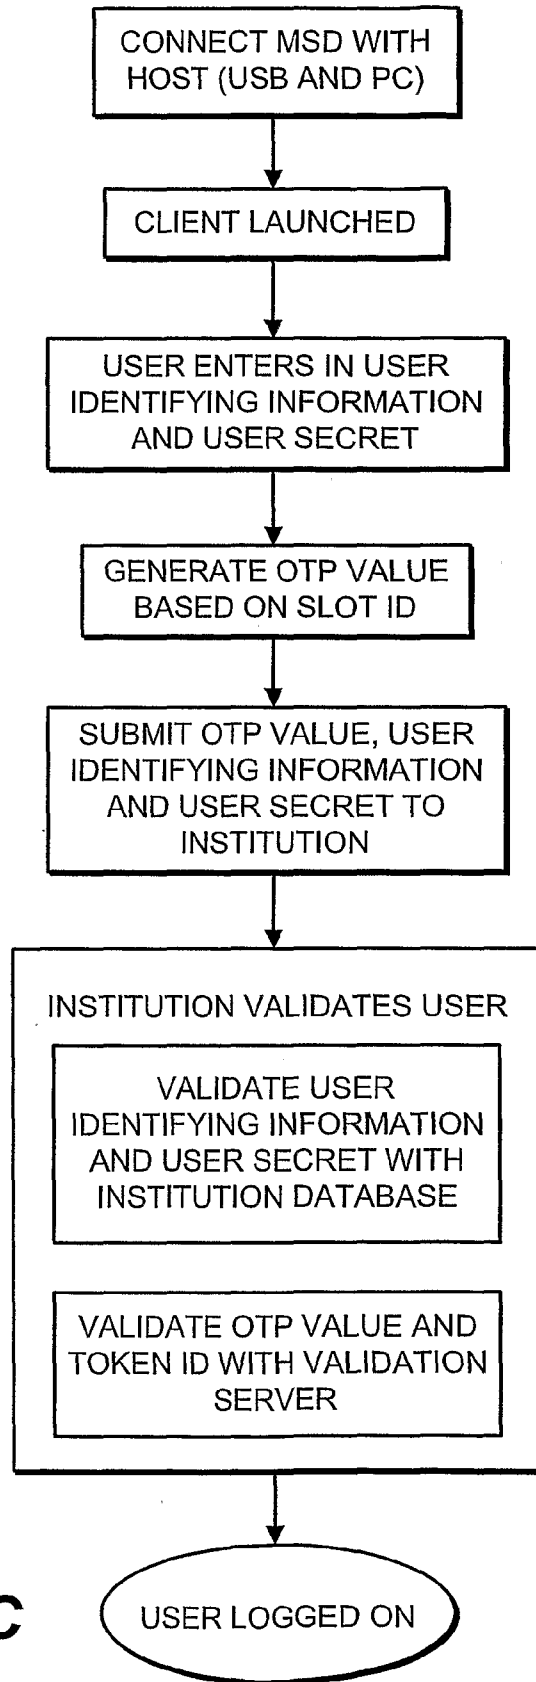 CONNECT MSD WITH
HOST (USB AND PC)
CLIENT LAUNCHED
USER ENTERS IN USER
IDENTIFYING INFORMATION
AND USER SECRET
GENERATE OTP VALUE
BASED ON SLOT ID
SUBMIT OTP VALUE, USER
IDENTIFYING INFORMATION
AND USER SECRET TO
INSTITUTION
INSTITUTION VALIDATES USER
VALIDATE USER
IDENTIFYING INFORMATION
AND USER SECRET WITH
INSTITUTION DATABASE
VALIDATE OTP VALUE AND
TOKEN ID WITH VALIDATION
SERVER
C
USER LOGGED ON